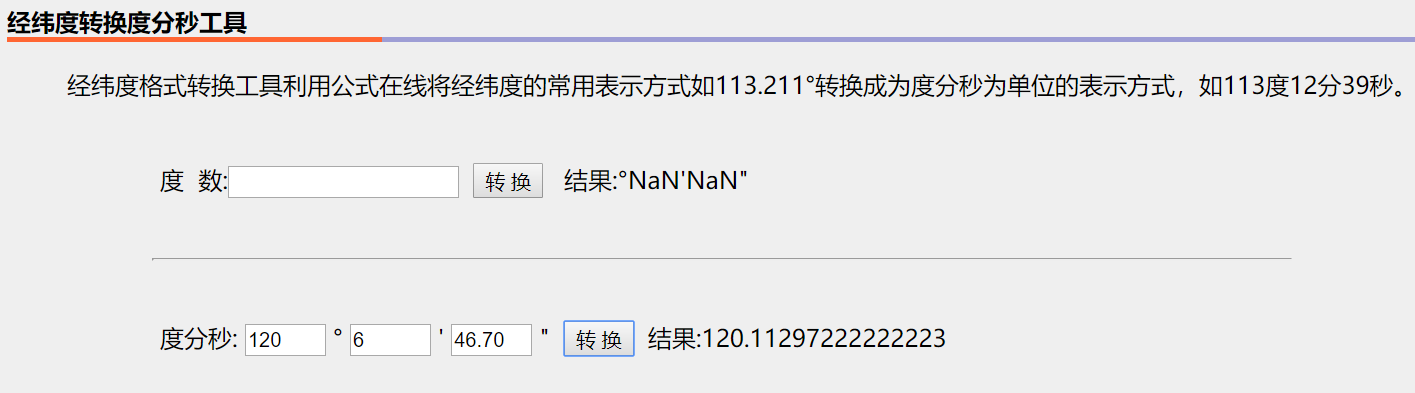 经纬度转换度分秒工具
经纬度格式转换工具利用公式在线将经纬度的常用表示方式如113.211°转换成为度分秒为单位的表示方式，如113度12分39秒。
度 数: 转 换 结果:°NaN'NaN"
度分秒: 120 ° 6 ' 46.70 " 转 换 结果:120.11297222222223